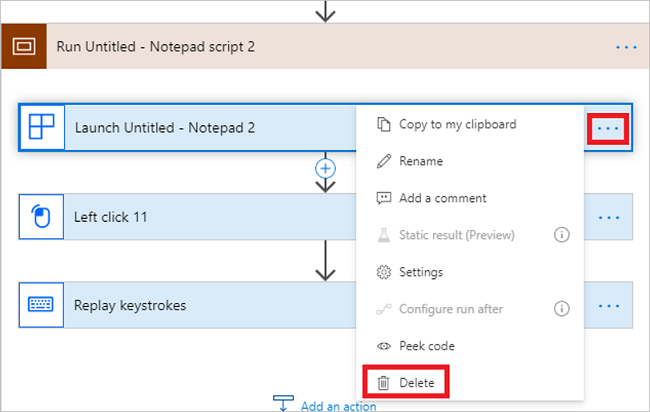 Run Untitled - Notepad script 2
Launch Untitled - Notepad 2
Copy to my clipboard
Rename
Add a comment
Left click 11
Static result (Preview)
Settings
Replay keystrokes
Configure run after
Peek code
Delete
Add an action